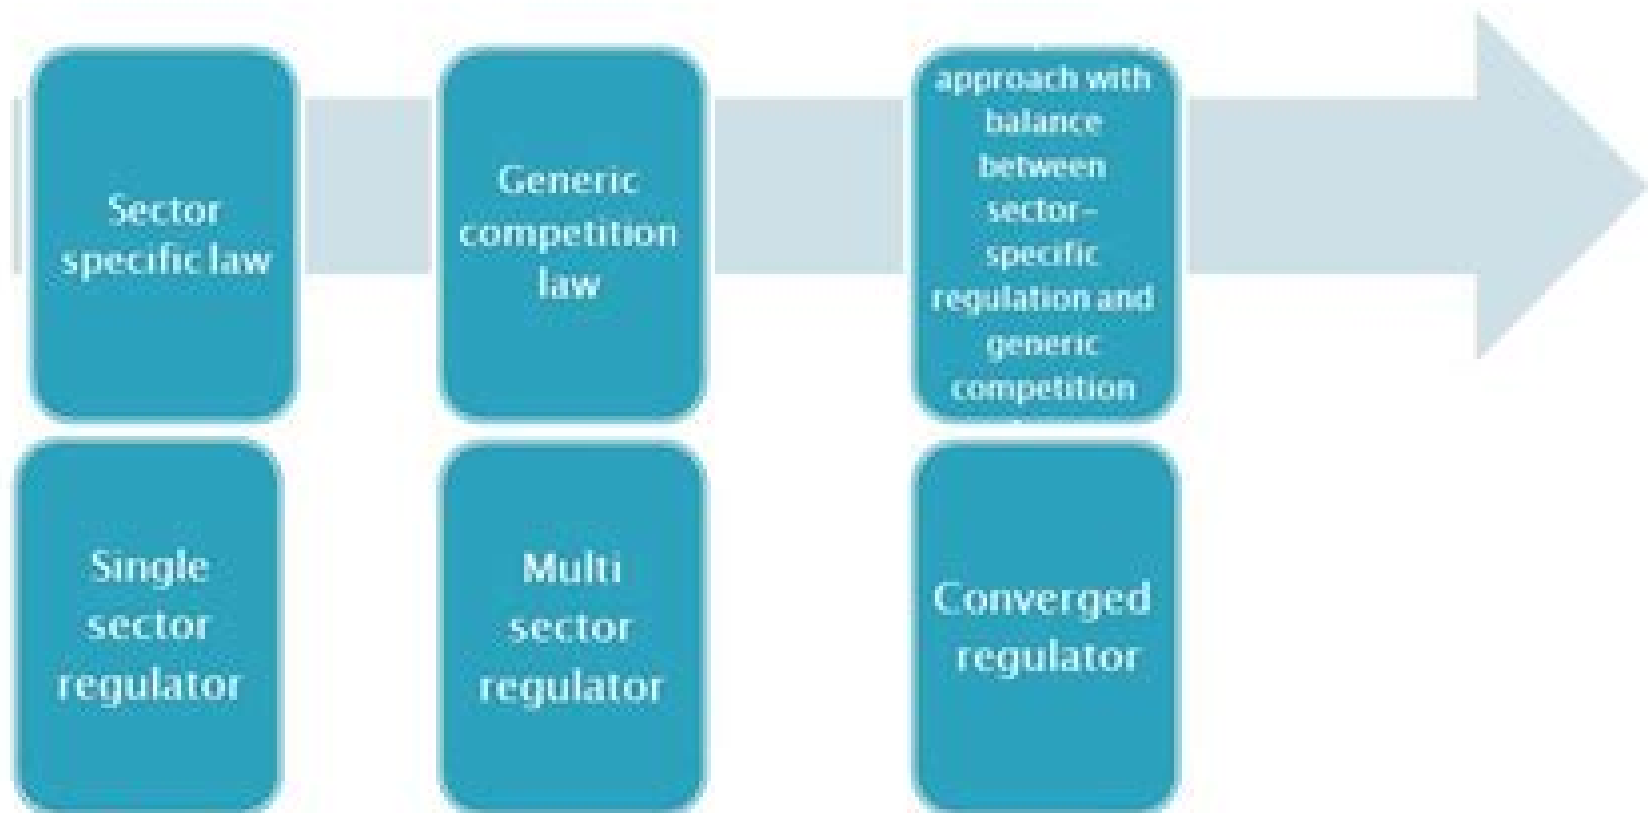 Sector
specific law
Generic
competition
law
approach with
balance
between
sector-
specific
regulation and
generic
competition
Single
sector
regulator
Multi
sector
regulator
Converged
regulator